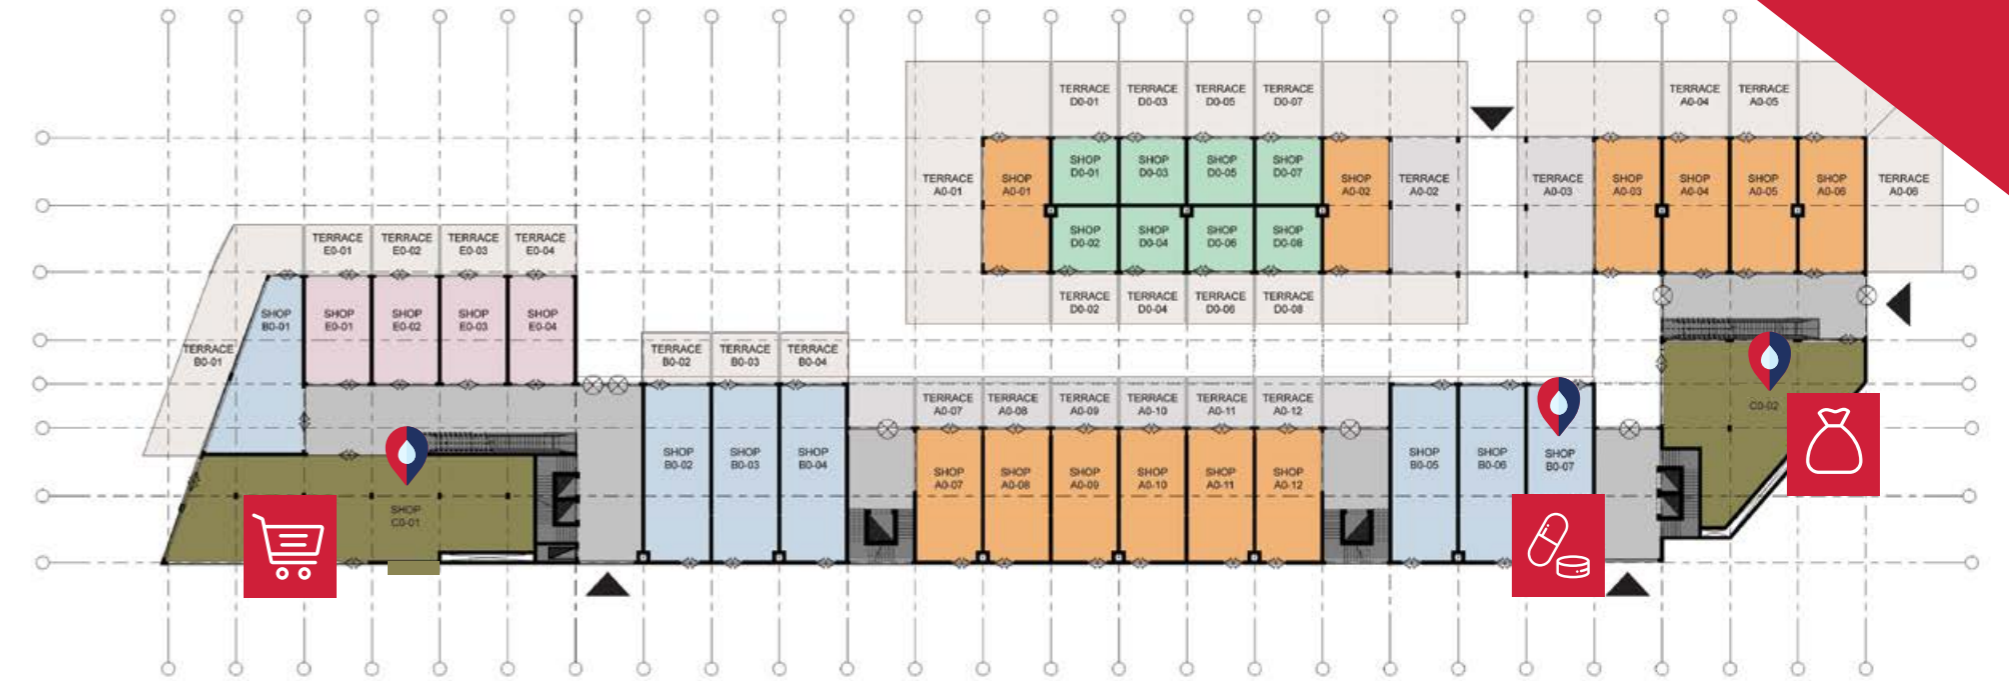 TERRACE
D0-01
TERRACE
D0-03
TERRACE
D0-05
TERRACE
D0-07
TERRACE
A0-04
TERRACE
A0-05
SHOP
D0-01
SHOP
D0-03
SHOP
D0-05
SHOP
D0-07
TERRACE
A0-01
SHOP
A0-01
SHOP
A0-02
TERRACE
A0-02
TERRACE
A0-03
SHOP
A0-03
SHOP
A0-04
SHOP
A0-05
SHOP
A0-06
TERRACE
A0-06
SHOP
D0-02
SHOP
D0-04
SHOP
D0-06
SHOP
D0-08
TERRACE
E0-01
TERRACE
E0-02
TERRACE
E0-03
TERRACE
E0-04
TERRACE
D0-02
TERRACE
D0-04
TERRACE
D0-06
TERRACE
D0-08
SHOP
B0-01
SHOP
E0-01
SHOP
E0-02
SHOP
E0-03
SHOP
E0-04
TERRACE
B0-01
TERRACE
B0-02
TERRACE
B0-03
TERRACE
B0-04
TERRACE
A0-07
TERRACE
A0-08
TERRACE
A0-09
TERRACE
A0-10
TERRACE
A0-11
TERRACE
A0-12
C0-02
SHOP
B0-02
SHOP
B0-03
SHOP
B0-04
SHOP
A0-07
SHOP
A0-08
SHOP
A0-09
SHOP
A0-10
SHOP
A0-11
SHOP
A0-12
SHOP
B0-05
SHOP
B0-06
SHOP
B0-07
SHOP
C0-01